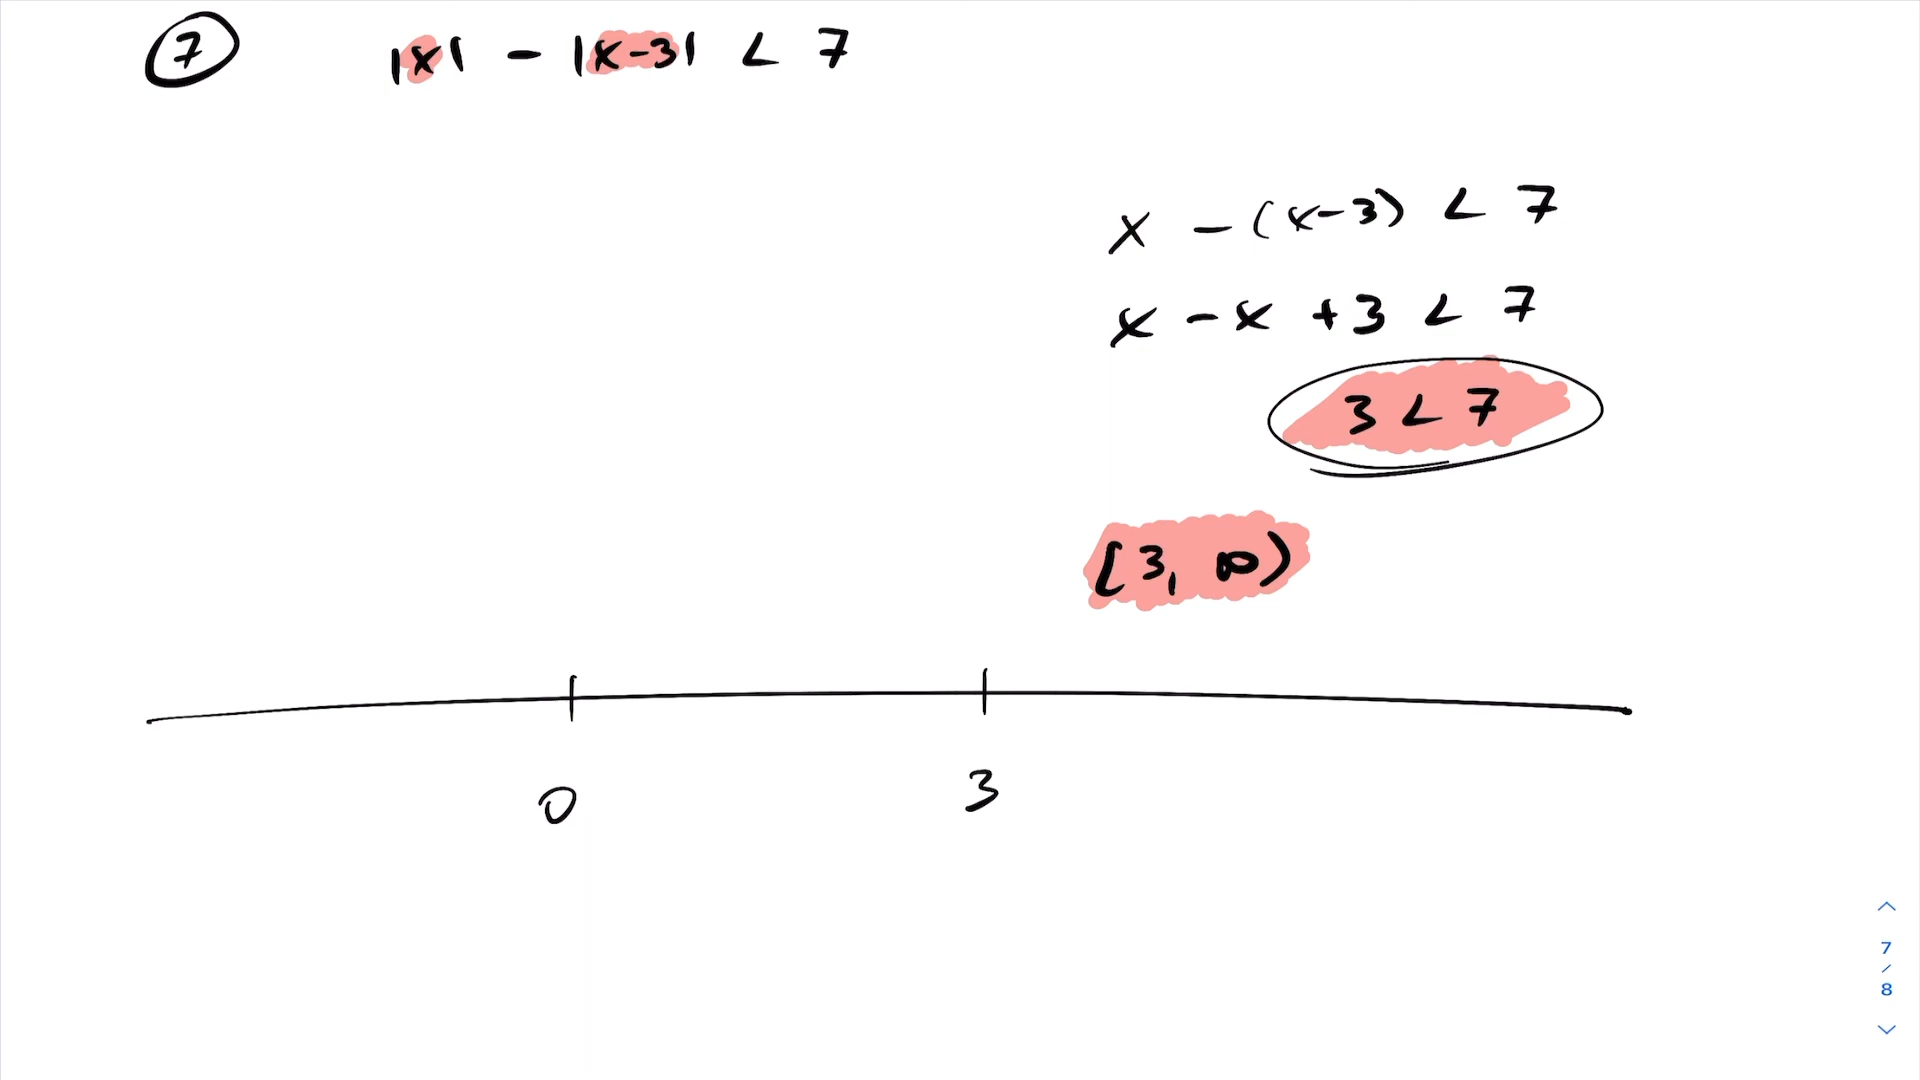 7 |x| - |x-3| < 7
x - (x-3) < 7
x - x + 3 < 7
3 < 7
[3, ∞)
0 3
7
/
8